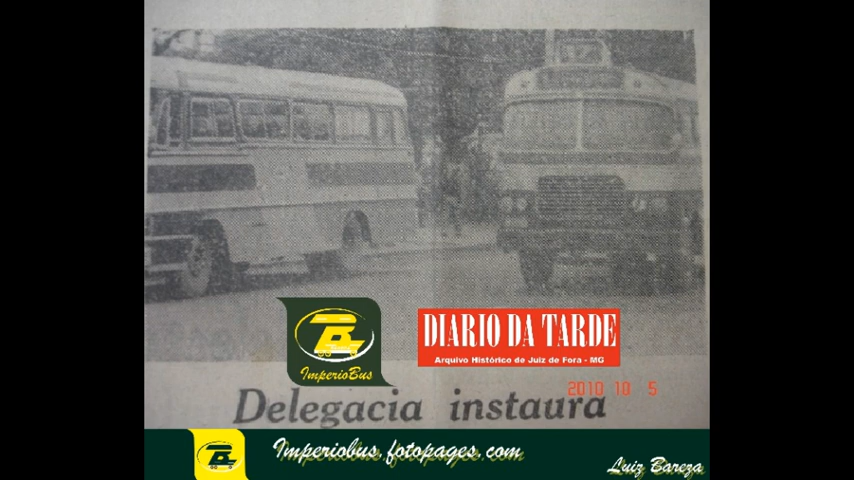 ImperioBus
DIARIO DA TARDE
Arquivo Histórico de Juiz de Fora - MG
2010 10 5
Delegacia instaura
Imperiobus.fotopages.com
Luiz Bareza